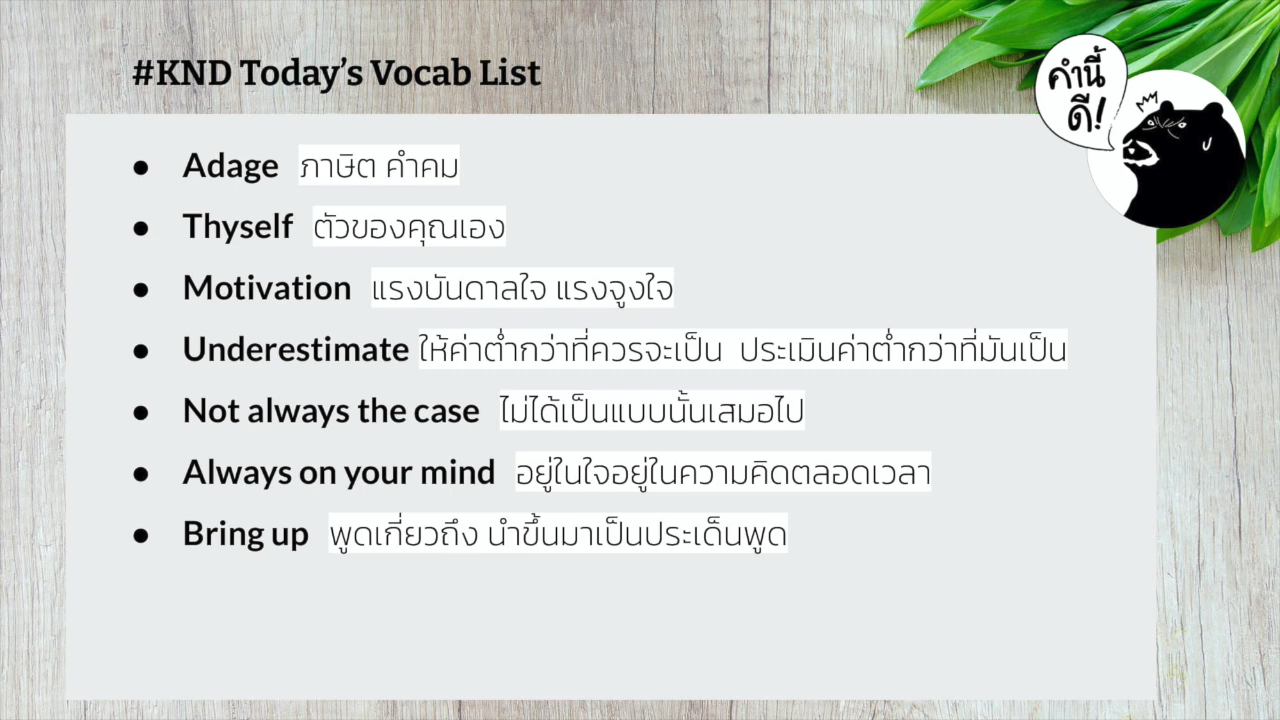 #KND Today's Vocab List
คำนี้
ดี!
● Adage ภาษิต คำคม
● Thyself ตัวของคุณเอง
● Motivation แรงบันดาลใจ แรงจูงใจ
● Underestimate ให้ค่าต่ำกว่าที่ควรจะเป็น ประเมินค่าต่ำกว่าที่มันเป็น
● Not always the case ไม่ได้เป็นแบบนั้นเสมอไป
● Always on your mind อยู่ในใจอยู่ในความคิดตลอดเวลา
● Bring up พูดเกี่ยวถึง นำขึ้นมาเป็นประเด็นพูด